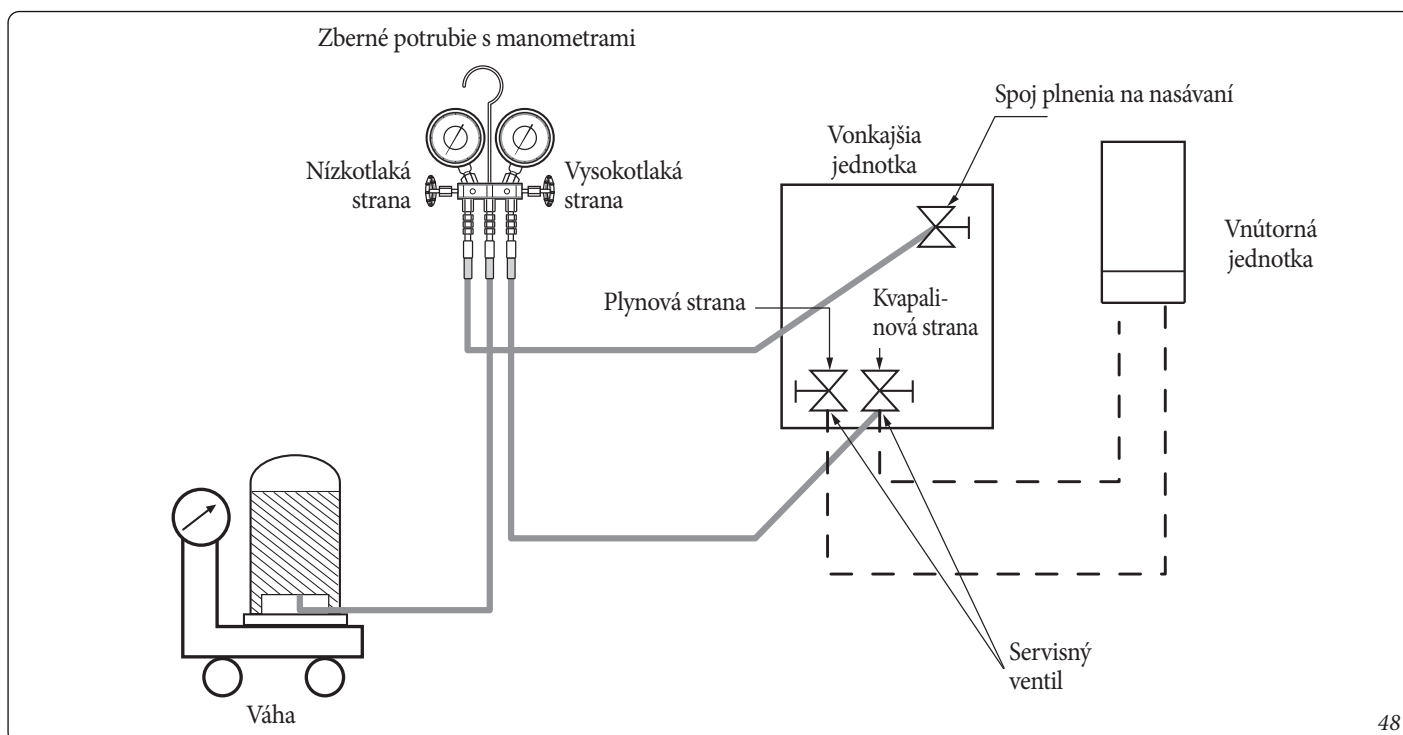 Zberné potrubie s manometrami
Spoj plnenia na nasávaní
Vonkajšia
jednotka
Nízkotlaká
strana
Vysokotlaká
strana
Vnútorná
jednotka
Plynová strana
Kvapali-
nová strana
Servisný
ventil
Váha
48